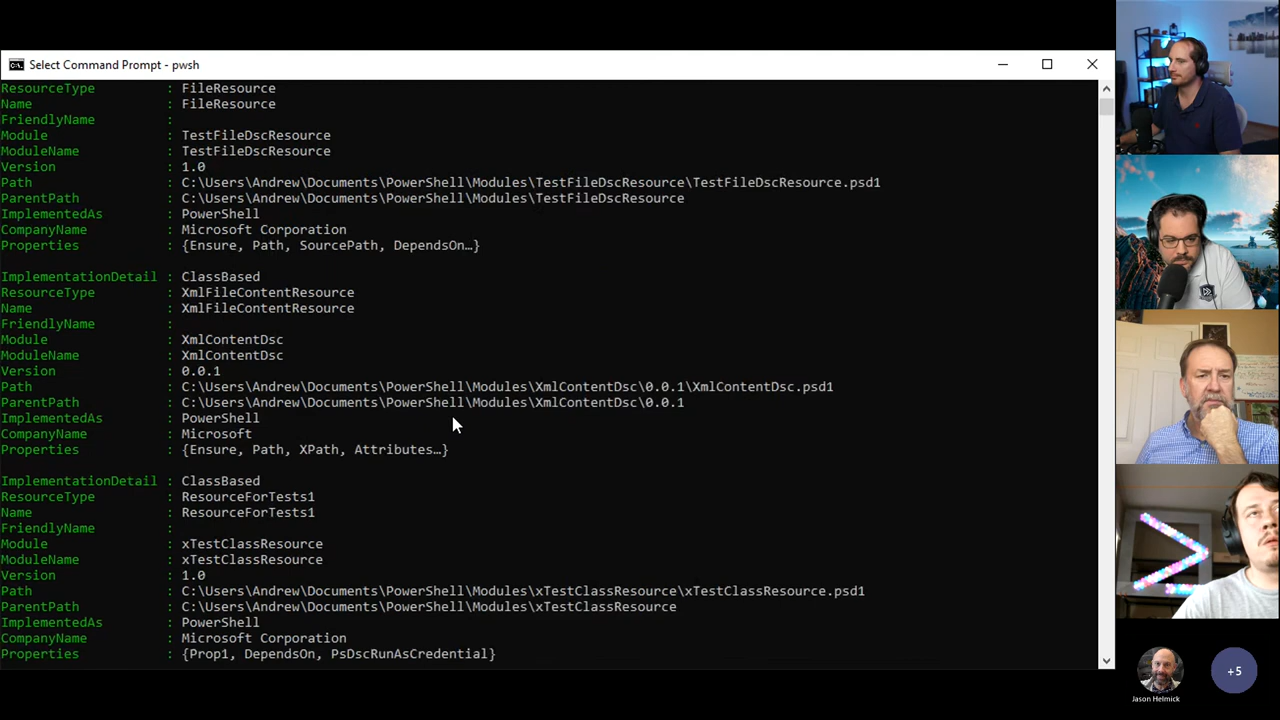 Select Command Prompt - pwsh
ResourceType : FileResource
Name : FileResource
FriendlyName :
Module : TestFileDscResource
ModuleName : TestFileDscResource
Version : 1.0
Path : C:\Users\Andrew\Documents\PowerShell\Modules\TestFileDscResource\TestFileDscResource.psd1
ParentPath : C:\Users\Andrew\Documents\PowerShell\Modules\TestFileDscResource
ImplementedAs : PowerShell
CompanyName : Microsoft Corporation
Properties : {Ensure, Path, SourcePath, DependsOn…}
ImplementationDetail : ClassBased
ResourceType : XmlFileContentResource
Name : XmlFileContentResource
FriendlyName :
Module : XmlContentDsc
ModuleName : XmlContentDsc
Version : 0.0.1
Path : C:\Users\Andrew\Documents\PowerShell\Modules\XmlContentDsc\0.0.1\XmlContentDsc.psd1
ParentPath : C:\Users\Andrew\Documents\PowerShell\Modules\XmlContentDsc\0.0.1
ImplementedAs : PowerShell
CompanyName : Microsoft
Properties : {Ensure, Path, XPath, Attributes…}
ImplementationDetail : ClassBased
ResourceType : ResourceForTests1
Name : ResourceForTests1
FriendlyName :
Module : xTestClassResource
ModuleName : xTestClassResource
Version : 1.0
Path : C:\Users\Andrew\Documents\PowerShell\Modules\xTestClassResource\xTestClassResource.psd1
ParentPath : C:\Users\Andrew\Documents\PowerShell\Modules\xTestClassResource
ImplementedAs : PowerShell
CompanyName : Microsoft Corporation
Properties : {Prop1, DependsOn, PsDscRunAsCredential}
Jason Helmick
+5